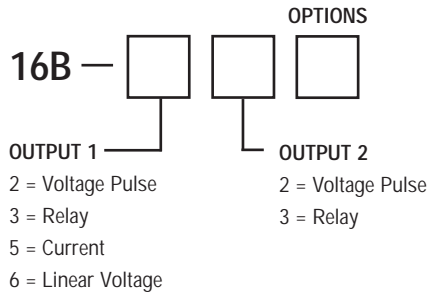 OPTIONS
16B —
OUTPUT 1
2 = Voltage Pulse
3 = Relay
5 = Current
6 = Linear Voltage
OUTPUT 2
2 = Voltage Pulse
3 = Relay